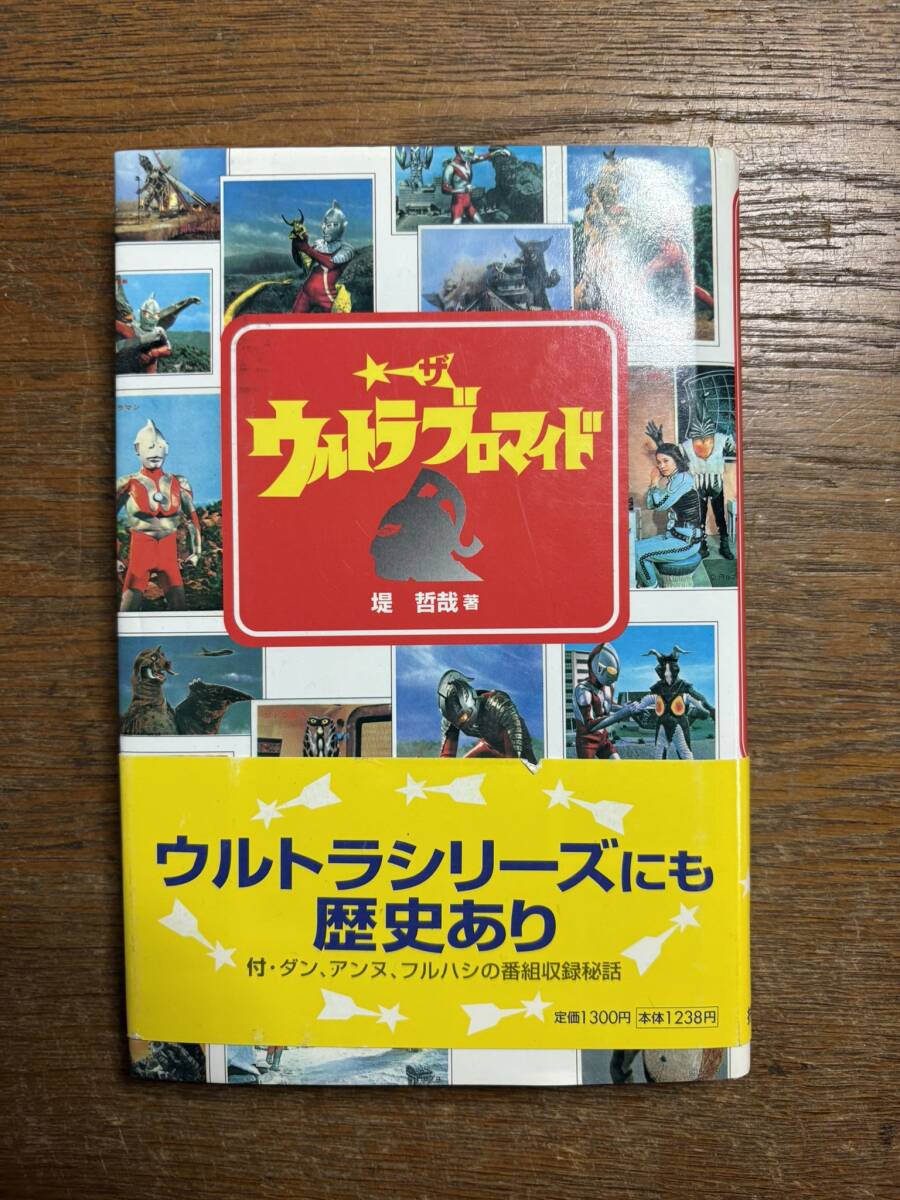 ザ
ウルトラブロマイド
堤 哲哉 著
ウルトラシリーズにも
歴史あり
付・ダン、アンヌ、フルハシの番組収録秘話
定価1300円 本体1238円